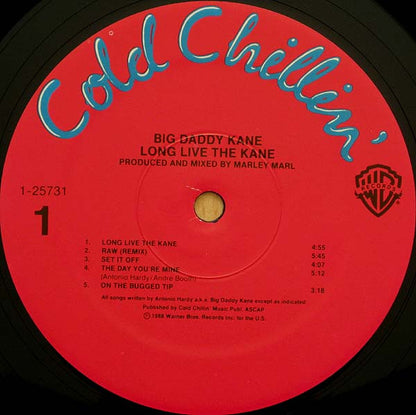 Cold Chillin'
BIG DADDY KANE
LONG LIVE THE KANE
PRODUCED AND MIXED BY MARLEY MARL
1-25731
1
WB
RECORDS
1. LONG LIVE THE KANE 4:55
2. RAW (REMIX) 5:45
3. SET IT OFF 4:07
4. THE DAY YOU'RE MINE 5:12
(Antonio Hardy/Andre Booth)
5. ON THE BUGGED TIP 3:18
All songs written by Antonio Hardy a.k.a. Big Daddy Kane except as indicated.
Published by Cold Chillin' Music Publ. ASCAP
℗ 1988 Warner Bros. Records Inc. for the U.S.